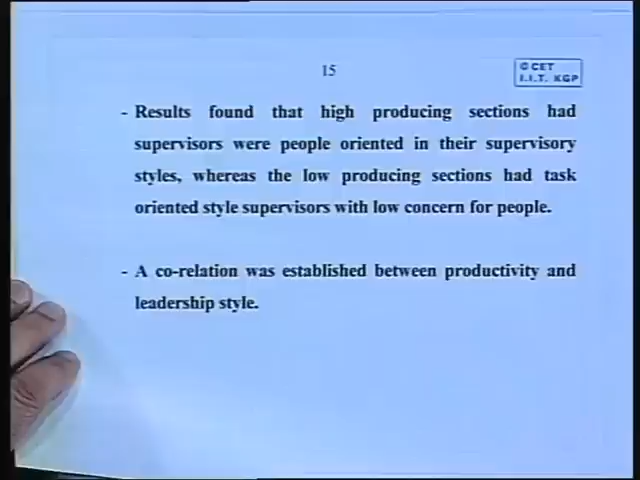 15
© CET
I.I.T. KGP
- Results found that high producing sections had
supervisors were people oriented in their supervisory
styles, whereas the low producing sections had task
oriented style supervisors with low concern for people.
- A co-relation was established between productivity and
leadership style.